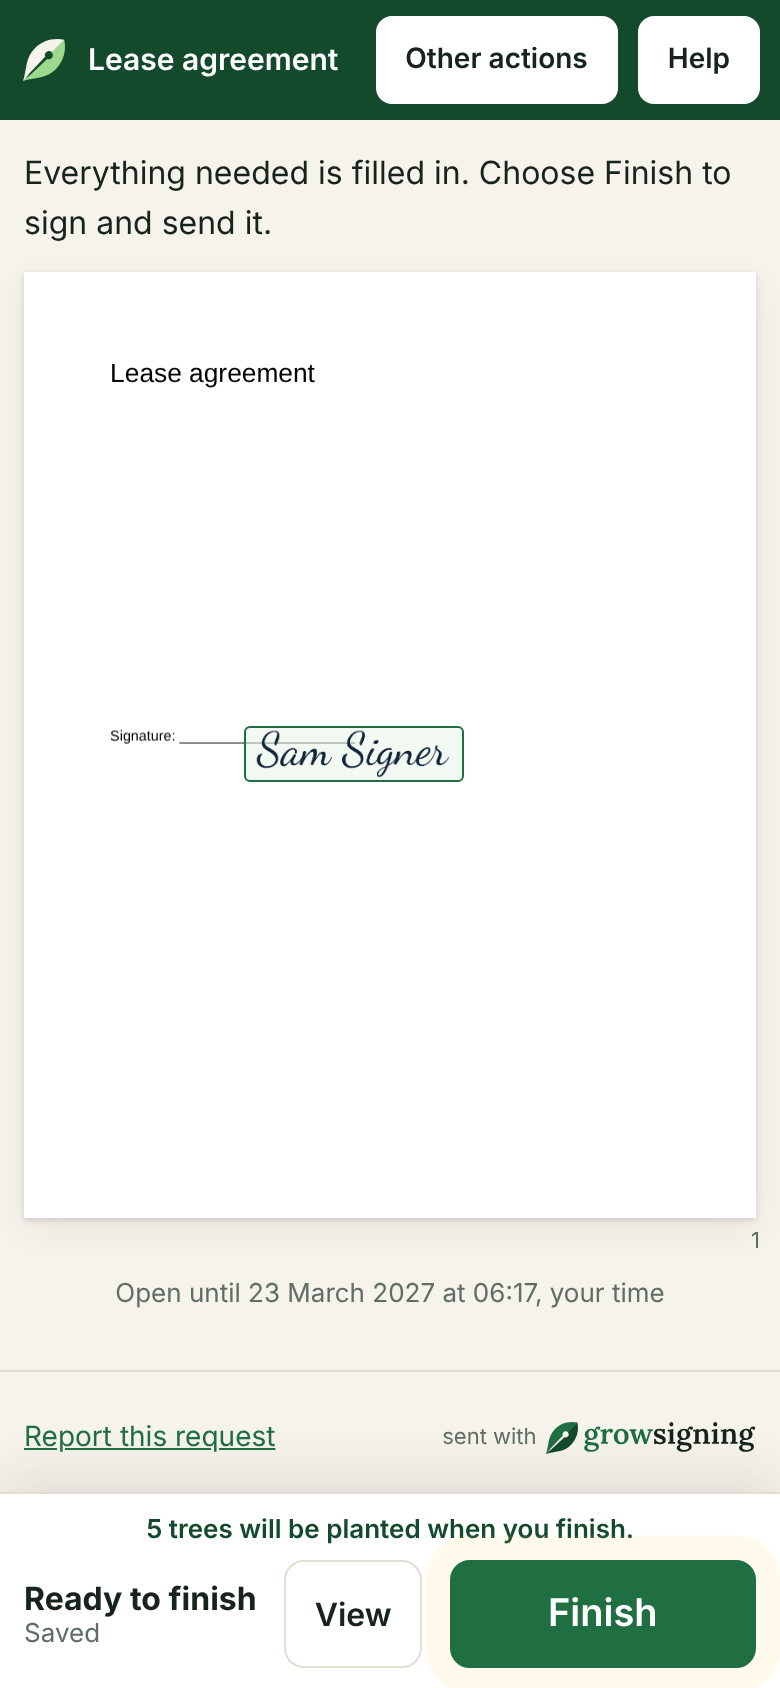 Lease agreement
Other actions
Help
Everything needed is filled in. Choose Finish to
sign and send it.
Lease agreement
Signature:
Sam Signer
1
Open until 23 March 2027 at 06:17, your time
Report this request
sent with growsigning
5 trees will be planted when you finish.
Ready to finish
Saved
View
Finish